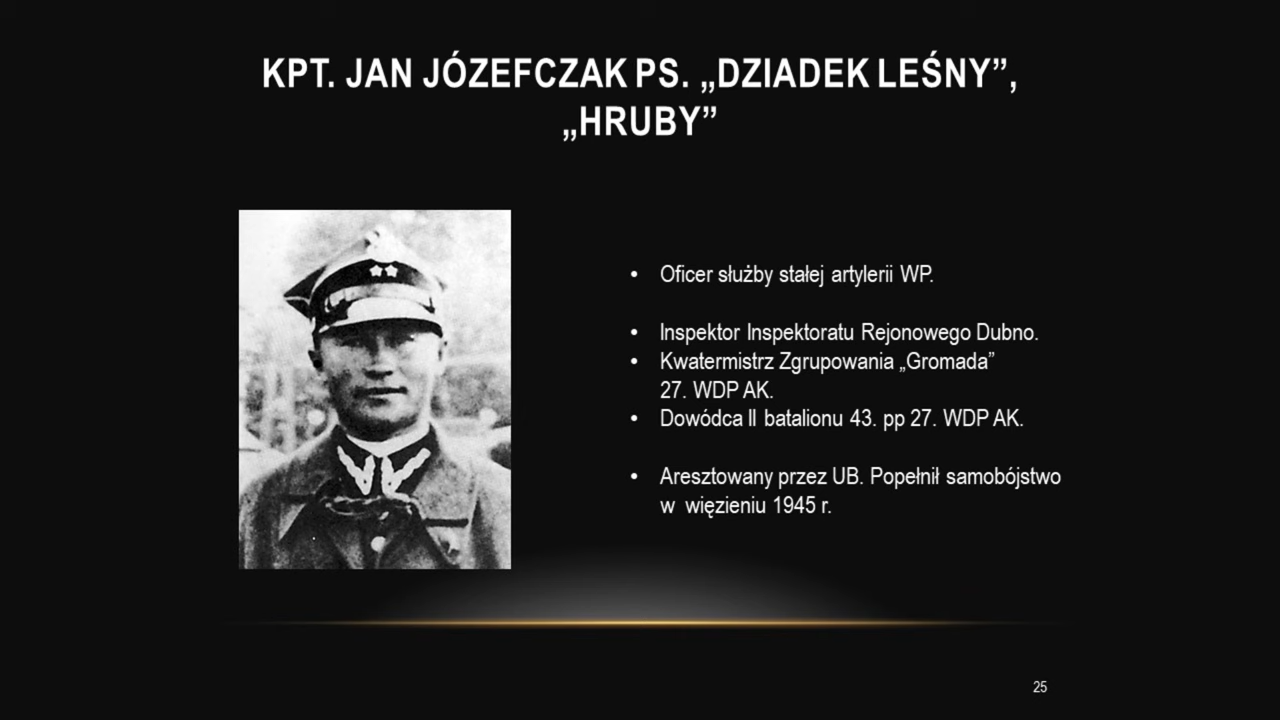 KPT. JAN JÓZEFCZAK PS. „DZIADEK LEŚNY”,
„HRUBY”
• Oficer służby stałej artylerii WP.
• Inspektor Inspektoratu Rejonowego Dubno.
• Kwatermistrz Zgrupowania „Gromada”
27. WDP AK.
• Dowódca II batalionu 43. pp 27. WDP AK.
• Aresztowany przez UB. Popełnił samobójstwo
w więzieniu 1945 r.
25